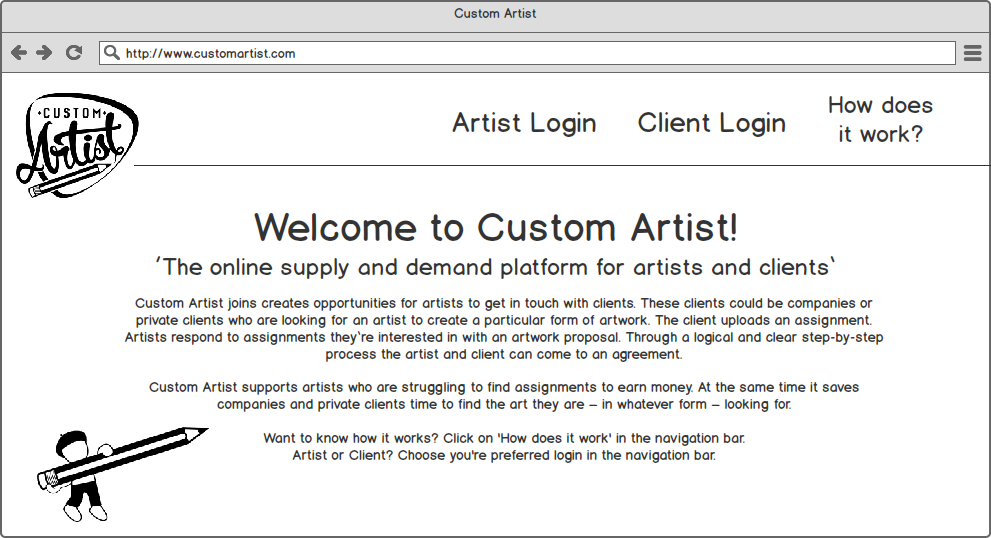 Custom Artist
http://www.customartist.com
CUSTOM
Artist
Artist Login
Client Login
How does
it work?
Welcome to Custom Artist!
´The online supply and demand platform for artists and clients`
Custom Artist joins creates opportunities for artists to get in touch with clients. These clients could be companies or
private clients who are looking for an artist to create a particular form of artwork. The client uploads an assignment.
Artists respond to assignments they`re interested in with an artwork proposal. Through a logical and clear step-by-step
process the artist and client can come to an agreement.
Custom Artist supports artists who are struggling to find assignments to earn money. At the same time it saves
companies and private clients time to find the art they are – in whatever form – looking for.
Want to know how it works? Click on 'How does it work' in the navigation bar.
Artist or Client? Choose you're preferred login in the navigation bar.